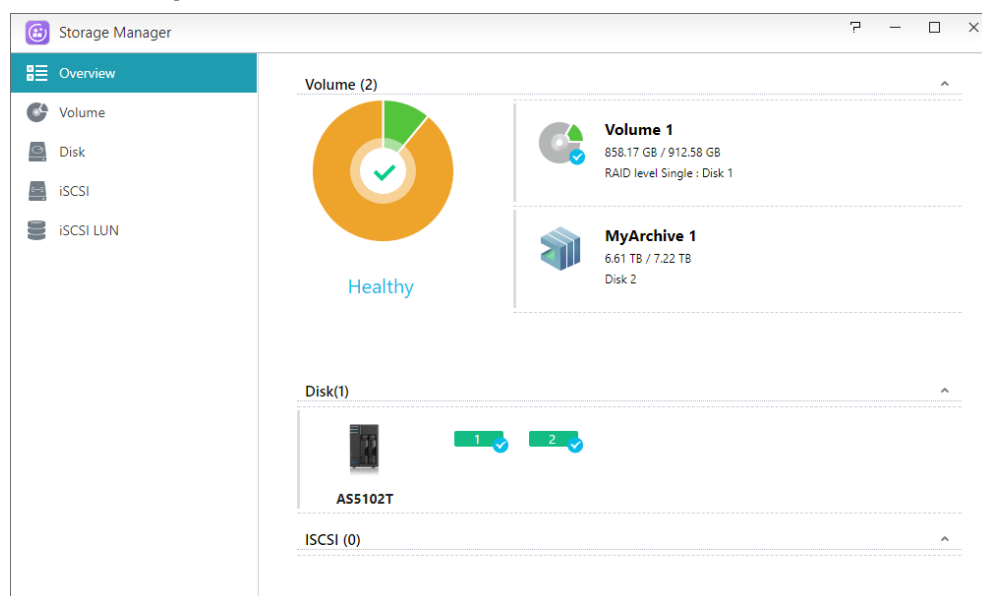 Storage Manager
Overview
Volume
Disk
iSCSI
iSCSI LUN
Volume (2)
Healthy
Volume 1
858.17 GB / 912.58 GB
RAID level Single : Disk 1
MyArchive 1
6.61 TB / 7.22 TB
Disk 2
Disk(1)
1
2
AS5102T
ISCSI (0)